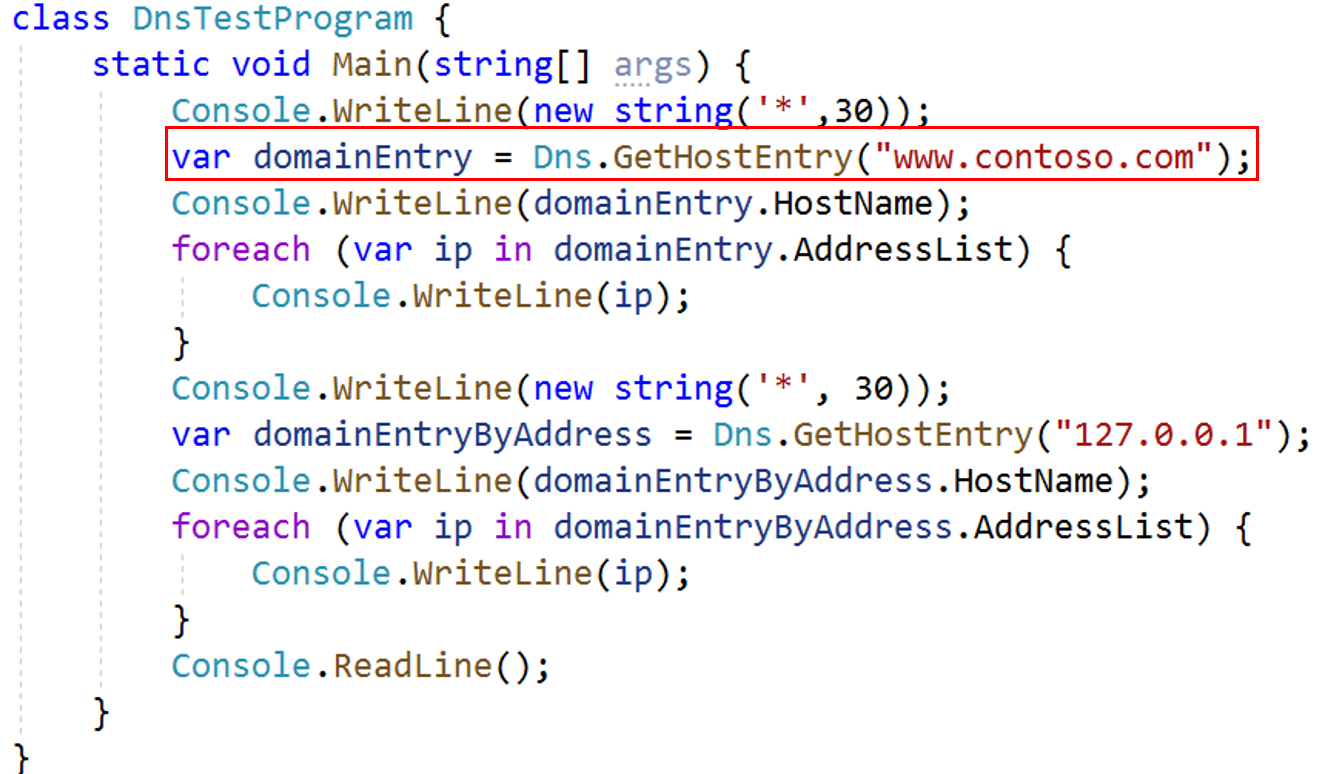 class DnsTestProgram {
    static void Main(string[] args) {
        Console.WriteLine(new string('*',30));
        var domainEntry = Dns.GetHostEntry("www.contoso.com");
        Console.WriteLine(domainEntry.HostName);
        foreach (var ip in domainEntry.AddressList) {
            Console.WriteLine(ip);
        }
        Console.WriteLine(new string('*', 30));
        var domainEntryByAddress = Dns.GetHostEntry("127.0.0.1");
        Console.WriteLine(domainEntryByAddress.HostName);
        foreach (var ip in domainEntryByAddress.AddressList) {
            Console.WriteLine(ip);
        }
        Console.ReadLine();
    }
}